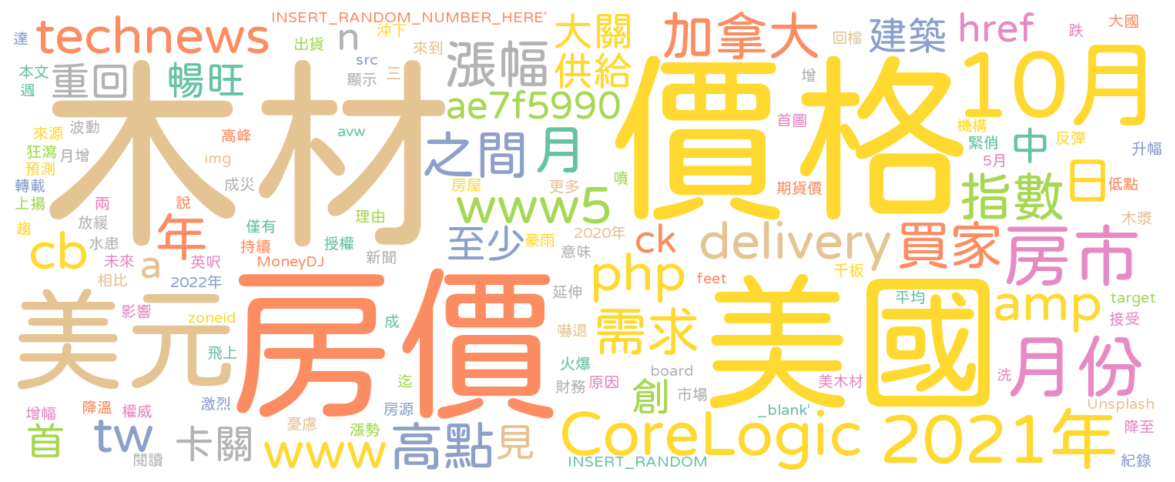 INSERT_RANDOM_NUMBER_HERE'
達
technews
出貨
n
沖下
來到
大關
加拿大
回檔
建築
href
跌
大國
本文
週
重回
暢旺
src
顯示
三
漲幅
供給
增
10月
木材
價格
ae7f5990
來源
波動
高峰
avw
之間
月
首圖
機構
緊俏
中
反彈
升幅
狂瀉
月增
預測
img
5月
轉載
成災
房屋
更多
噴
期貨價
指數
日
低點
上揚
兩
說
理由
www5
木漿
趨
放緩
年
僅有
豪雨
2020年
cb
水患
持續
授權
至少
意味
ck
delivery
買家
房市
未來
英呎
a
新聞
MoneyDJ
相比
2022年
延伸
php
feet
千板
美元
房價
美國
平均
amp
target
影響
zoneid
接受
需求
嚇退
飛上
成
火爆
board
月份
迄
財務
原因
美木材
洗
創
市場
增幅
降溫
權威
激烈
房源
_blank'
Unsplash
首
tw
憂慮
漲勢
CoreLogic
2021年
降至
卡關
閱讀
www
高點
見
INSERT_RANDOM
紀錄